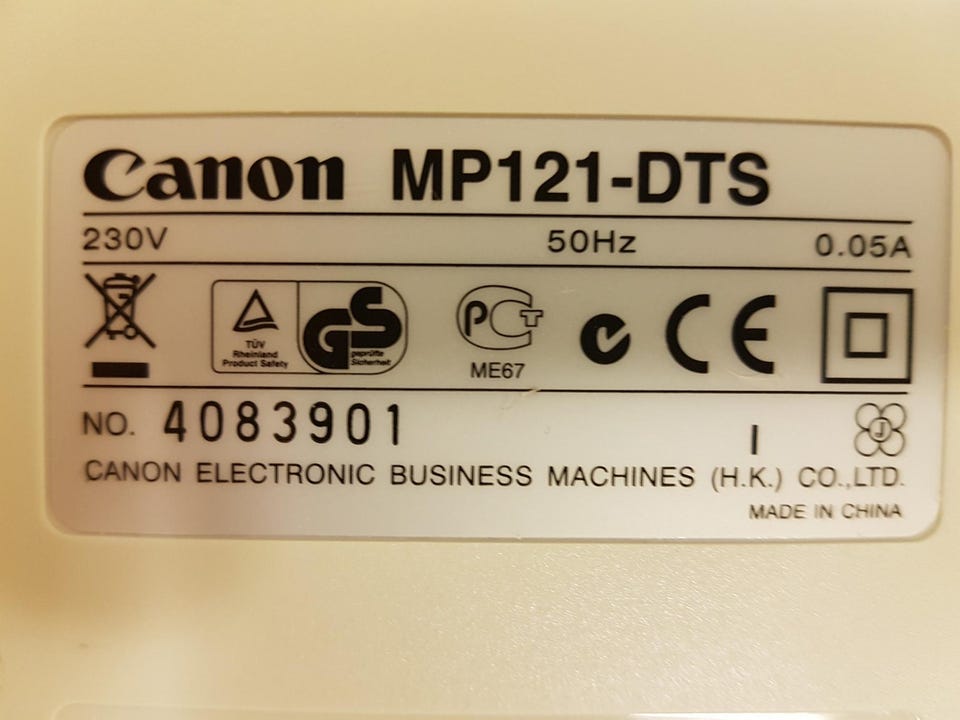 Canon MP121-DTS
230V 50Hz 0.05A
TÜV
Rheinland
Product Safety
GS
geprüfte
Sicherheit
PCT
ME67
CE
NO. 4083901 I
J
CANON ELECTRONIC BUSINESS MACHINES (H.K.) CO.,LTD.
MADE IN CHINA